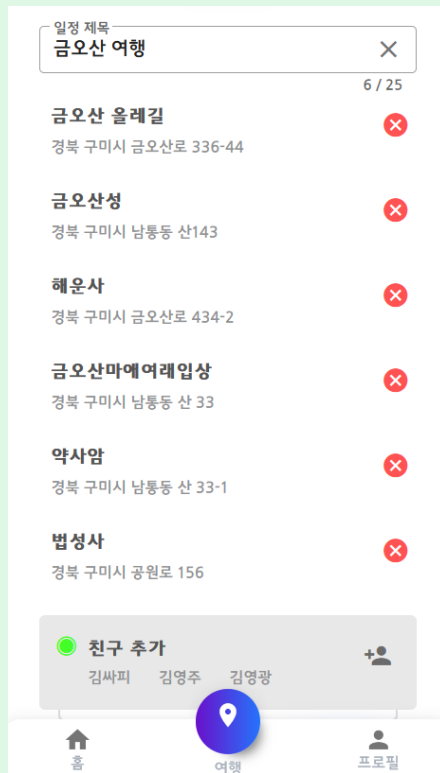 일정 제목
금오산 여행
6 / 25
금오산 올레길
경북 구미시 금오산로 336-44
금오산성
경북 구미시 남통동 산143
해운사
경북 구미시 금오산로 434-2
금오산마애여래입상
경북 구미시 남통동 산 33
약사암
경북 구미시 남통동 산 33-1
법성사
경북 구미시 공원로 156
친구 추가
김싸피 김영주 김영광
홈 여행 프로필